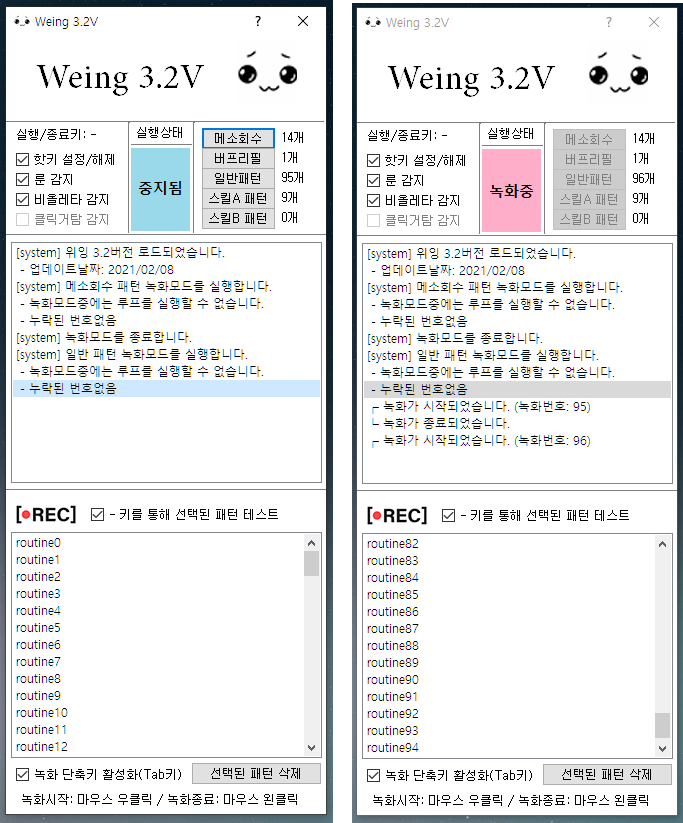 Weing 3.2V
?
Weing 3.2V
실행/종료키: -
실행상태
☑ 핫키 설정/해제
☑ 룬 감지
☑ 비올레타 감지
☐ 클릭거탐 감지
중지됨
메소회수 14개
버프리필 1개
일반패턴 95개
스킬A 패턴 9개
스킬B 패턴 0개
[system] 위잉 3.2버전 로드되었습니다.
- 업데이트날짜: 2021/02/08
[system] 메소회수 패턴 녹화모드를 실행합니다.
- 녹화모드중에는 루프를 실행할 수 없습니다.
- 누락된 번호없음
[system] 녹화모드를 종료합니다.
[system] 일반 패턴 녹화모드를 실행합니다.
- 녹화모드중에는 루프를 실행할 수 없습니다.
- 누락된 번호없음
[●REC] ☑ - 키를 통해 선택된 패턴 테스트
routine0
routine1
routine2
routine3
routine4
routine5
routine6
routine7
routine8
routine9
routine10
routine11
routine12
☑ 녹화 단축키 활성화(Tab키) 선택된 패턴 삭제
녹화시작: 마우스 우클릭 / 녹화종료: 마우스 왼클릭
Weing 3.2V
?
Weing 3.2V
실행/종료키: -
실행상태
☑ 핫키 설정/해제
☑ 룬 감지
☑ 비올레타 감지
☐ 클릭거탐 감지
녹화중
메소회수 14개
버프리필 1개
일반패턴 96개
스킬A 패턴 9개
스킬B 패턴 0개
[system] 위잉 3.2버전 로드되었습니다.
- 업데이트날짜: 2021/02/08
[system] 메소회수 패턴 녹화모드를 실행합니다.
- 녹화모드중에는 루프를 실행할 수 없습니다.
- 누락된 번호없음
[system] 녹화모드를 종료합니다.
[system] 일반 패턴 녹화모드를 실행합니다.
- 녹화모드중에는 루프를 실행할 수 없습니다.
- 누락된 번호없음
┌ 녹화가 시작되었습니다. (녹화번호: 95)
└ 녹화가 종료되었습니다.
┌ 녹화가 시작되었습니다. (녹화번호: 96)
[●REC] ☑ - 키를 통해 선택된 패턴 테스트
routine82
routine83
routine84
routine85
routine86
routine87
routine88
routine89
routine90
routine91
routine92
routine93
routine94
☑ 녹화 단축키 활성화(Tab키) 선택된 패턴 삭제
녹화시작: 마우스 우클릭 / 녹화종료: 마우스 왼클릭